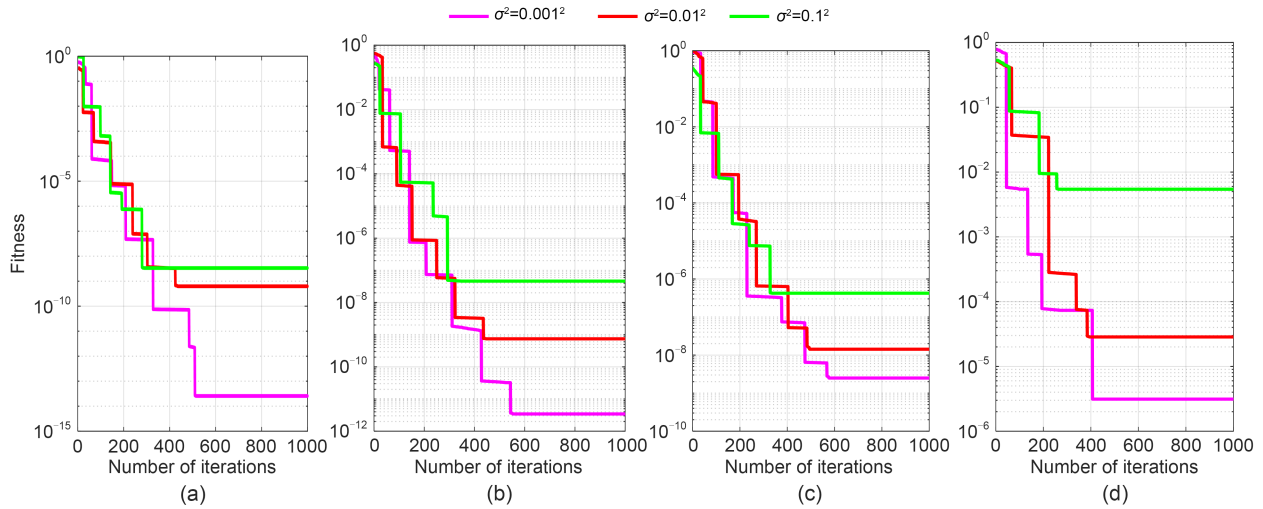 σ²=0.001² σ²=0.01² σ²=0.1²
Fitness
10⁰
10⁻⁵
10⁻¹⁰
10⁻¹⁵
0 200 400 600 800 1000
Number of iterations
(a)
10⁰
10⁻²
10⁻⁴
10⁻⁶
10⁻⁸
10⁻¹⁰
10⁻¹²
0 200 400 600 800 1000
Number of iterations
(b)
10⁰
10⁻²
10⁻⁴
10⁻⁶
10⁻⁸
10⁻¹⁰
0 200 400 600 800 1000
Number of iterations
(c)
10⁰
10⁻¹
10⁻²
10⁻³
10⁻⁴
10⁻⁵
10⁻⁶
0 200 400 600 800 1000
Number of iterations
(d)